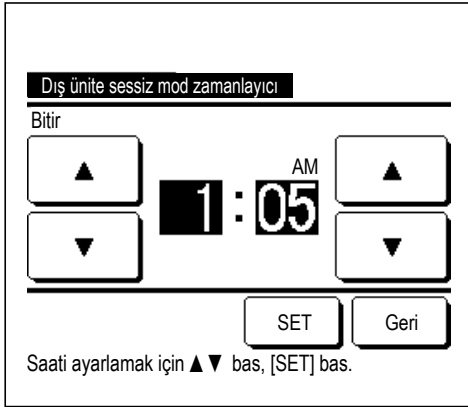 Dış ünite sessiz mod zamanlayıcı
Bitir
▲ AM ▲
1 : 05
▼ ▼
SET Geri
Saati ayarlamak için ▲▼ bas, [SET] bas.